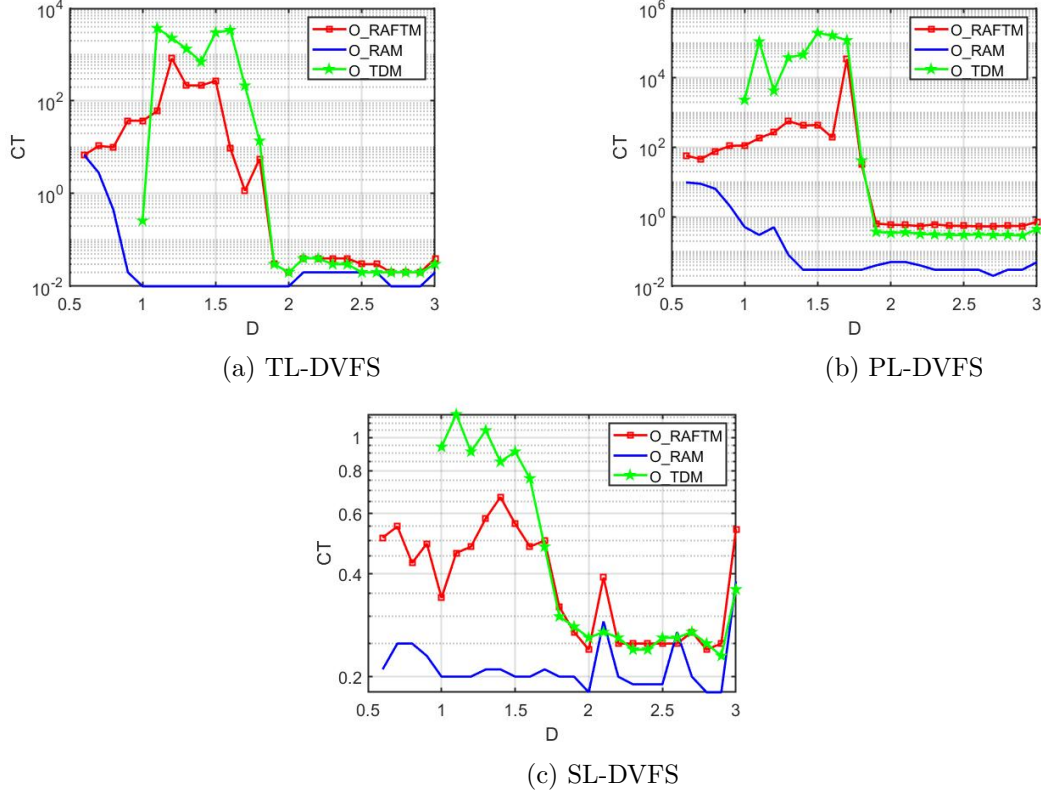 10^4
10^2
10^0
10^-2
CT
0.5
1
1.5
2
2.5
3
D
O_RAFTM
O_RAM
O_TDM
(a) TL-DVFS
10^6
10^4
10^2
10^0
10^-2
CT
0.5
1
1.5
2
2.5
3
D
O_RAFTM
O_RAM
O_TDM
(b) PL-DVFS
1
0.8
0.6
0.4
0.2
CT
0.5
1
1.5
2
2.5
3
D
O_RAFTM
O_RAM
O_TDM
(c) SL-DVFS